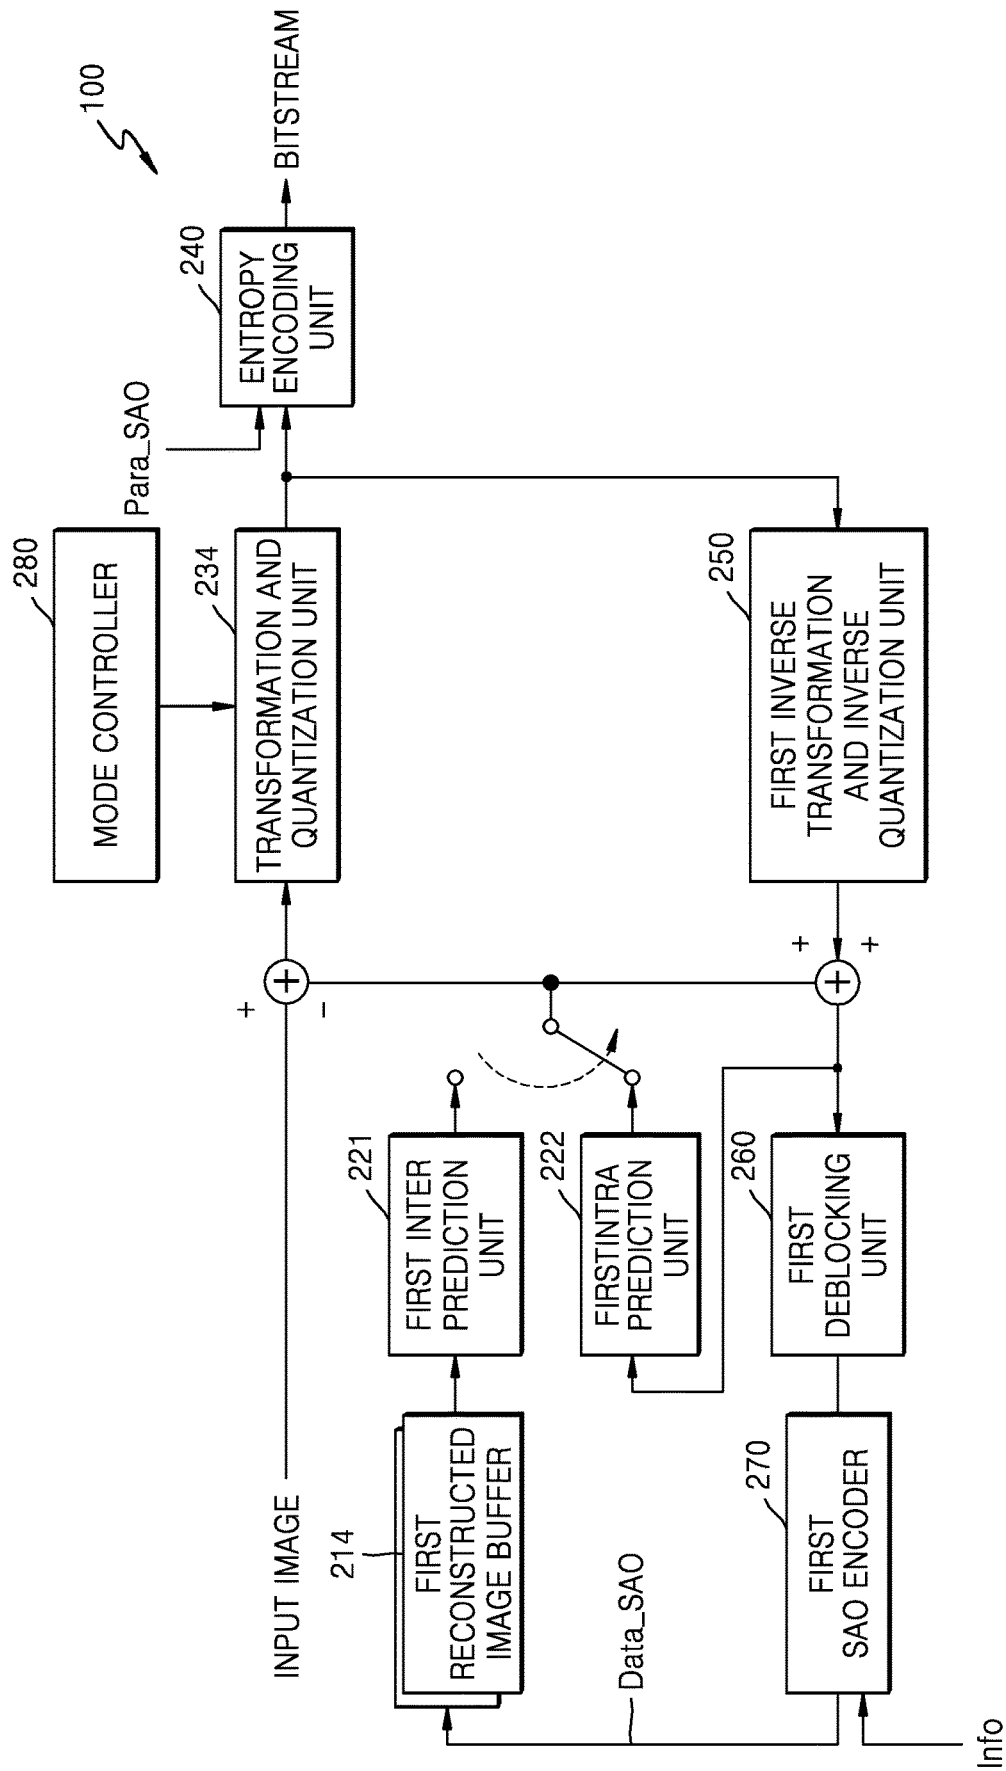 100
280
MODE CONTROLLER
Para_SAO
240
ENTROPY
ENCODING
UNIT
BITSTREAM
INPUT IMAGE
+
−
+
234
TRANSFORMATION AND
QUANTIZATION UNIT
214
FIRST
RECONSTRUCTED
IMAGE BUFFER
221
FIRST INTER
PREDICTION
UNIT
222
FIRSTINTRA
PREDICTION
UNIT
Data_SAO
270
FIRST
SAO ENCODER
Info
260
FIRST
DEBLOCKING
UNIT
+
+
+
250
FIRST INVERSE
TRANSFORMATION
AND INVERSE
QUANTIZATION UNIT